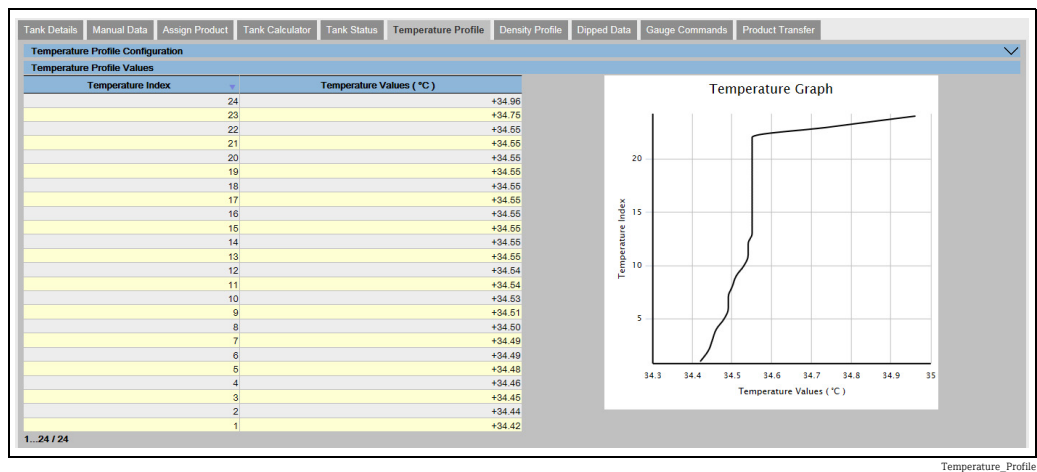 Tank Details Manual Data Assign Product Tank Calculator Tank Status Temperature Profile Density Profile Dipped Data Gauge Commands Product Transfer
Temperature Profile Configuration
Temperature Profile Values
Temperature Index Temperature Values ( °C )
24 +34.96
23 +34.75
22 +34.55
21 +34.55
20 +34.55
19 +34.55
18 +34.55
17 +34.55
16 +34.55
15 +34.55
14 +34.55
13 +34.55
12 +34.54
11 +34.54
10 +34.53
9 +34.51
8 +34.50
7 +34.49
6 +34.49
5 +34.48
4 +34.46
3 +34.45
2 +34.44
1 +34.42
1...24 / 24
Temperature Graph
Temperature Index
20
15
10
5
34.3 34.4 34.5 34.6 34.7 34.8 34.9 35
Temperature Values ( °C )
Temperature_Profile